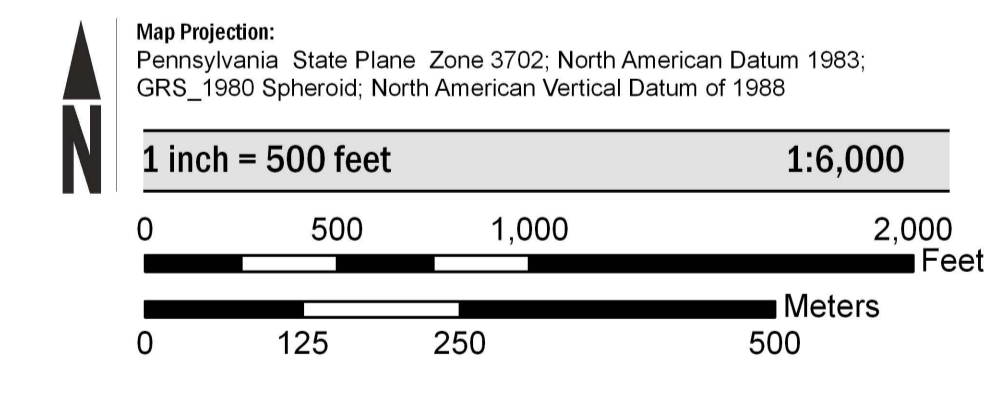 N
Map Projection:
Pennsylvania State Plane Zone 3702; North American Datum 1983;
GRS_1980 Spheroid; North American Vertical Datum of 1988
1 inch = 500 feet 1:6,000
0 500 1,000 2,000
Feet
Meters
0 125 250 500